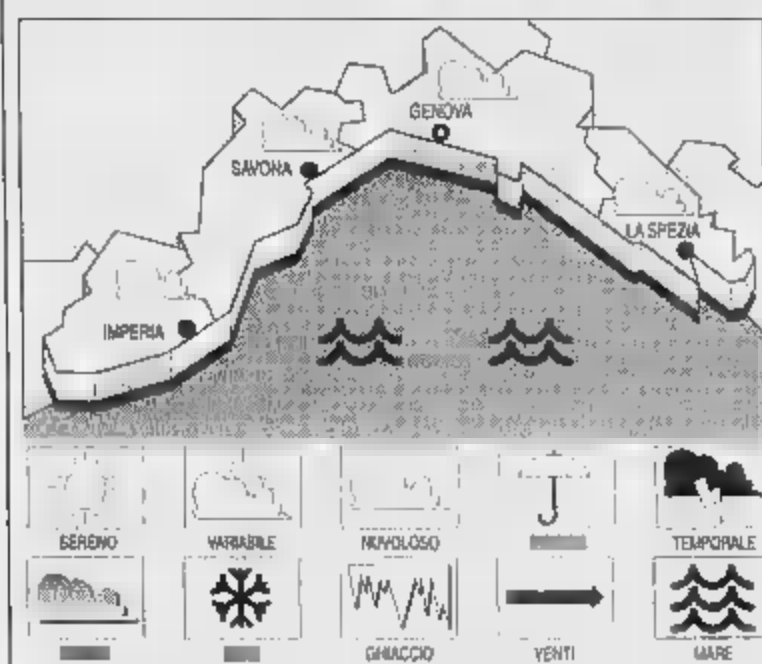 GENOVA
SAVONA
LA SPEZIA
IMPERIA
SERENO
VARIABILE
NUVOLOSO
TEMPORALE
GHIACCIO
VENTI
MARE